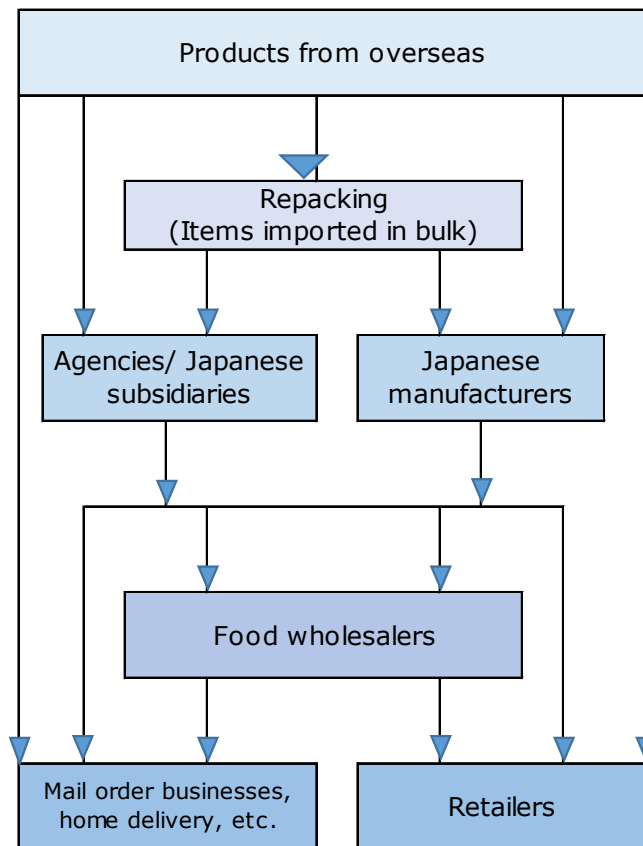 Products from overseas
Repacking
(Items imported in bulk)
Agencies/ Japanese
subsidiaries
Japanese
manufacturers
Food wholesalers
Mail order businesses,
home delivery, etc.
Retailers